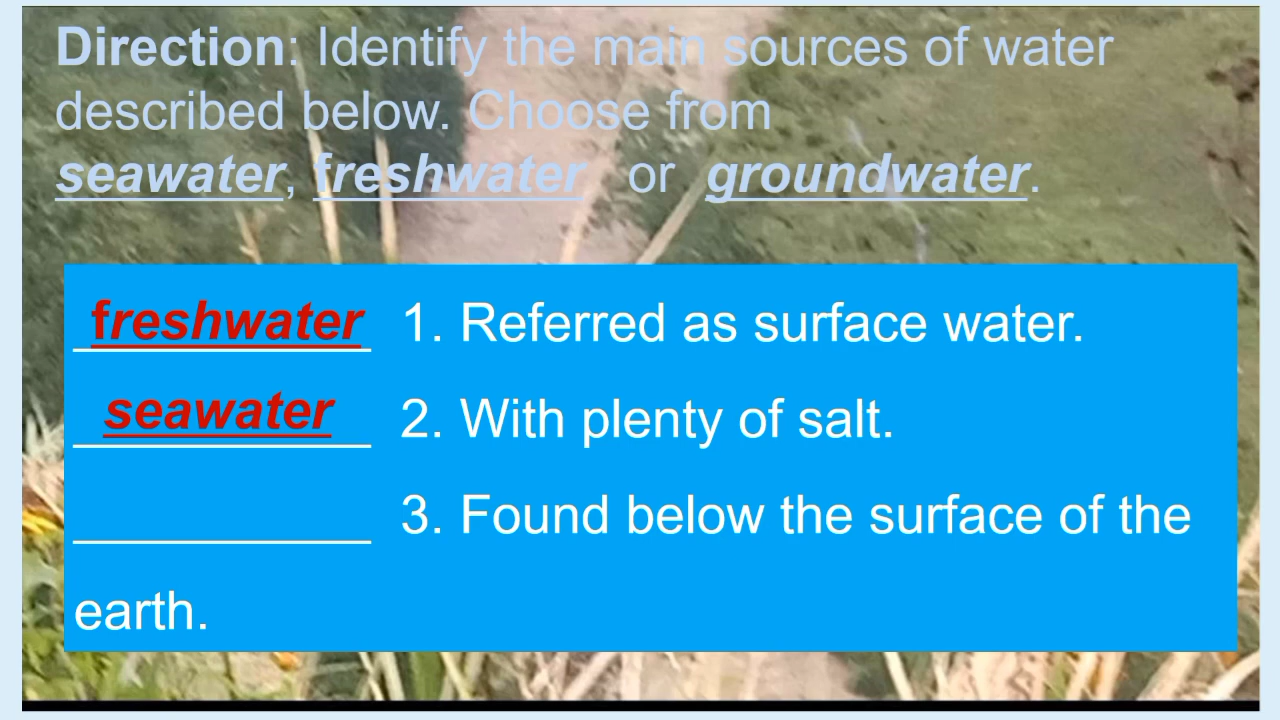 Direction: Identify the main sources of water
described below. Choose from
seawater, freshwater or groundwater.
freshwater 1. Referred as surface water.
seawater 2. With plenty of salt.
____________ 3. Found below the surface of the
earth.